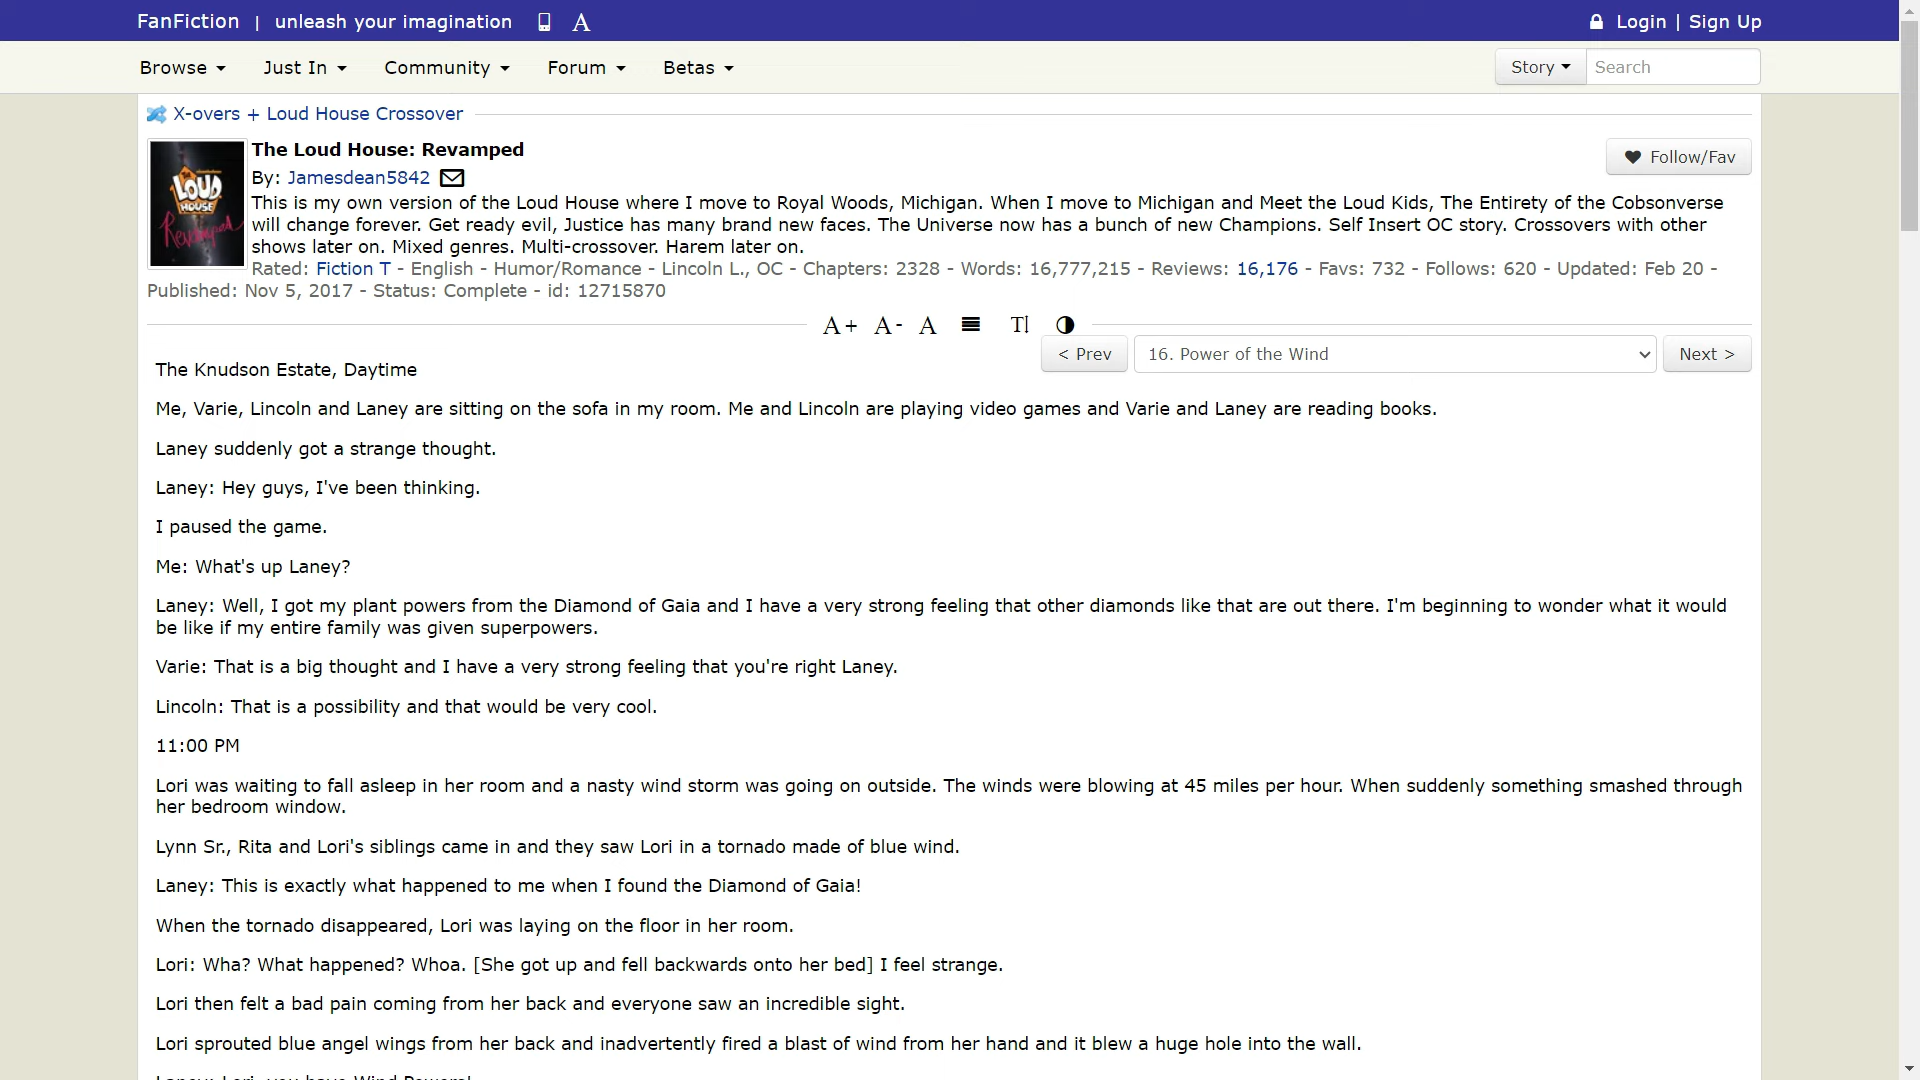 FanFiction | unleash your imagination A Login | Sign Up
Browse Just In Community Forum Betas Story Search
X-overs + Loud House Crossover
THE LOUD HOUSE Revamped
The Loud House: Revamped
Follow/Fav
By: Jamesdean5842
This is my own version of the Loud House where I move to Royal Woods, Michigan. When I move to Michigan and Meet the Loud Kids, The Entirety of the Cobsonverse
will change forever. Get ready evil, Justice has many brand new faces. The Universe now has a bunch of new Champions. Self Insert OC story. Crossovers with other
shows later on. Mixed genres. Multi-crossover. Harem later on.
Rated: Fiction T - English - Humor/Romance - Lincoln L., OC - Chapters: 2328 - Words: 16,777,215 - Reviews: 16,176 - Favs: 732 - Follows: 620 - Updated: Feb 20 -
Published: Nov 5, 2017 - Status: Complete - id: 12715870
A+ A- A T|
< Prev 16. Power of the Wind Next >
The Knudson Estate, Daytime
Me, Varie, Lincoln and Laney are sitting on the sofa in my room. Me and Lincoln are playing video games and Varie and Laney are reading books.
Laney suddenly got a strange thought.
Laney: Hey guys, I've been thinking.
I paused the game.
Me: What's up Laney?
Laney: Well, I got my plant powers from the Diamond of Gaia and I have a very strong feeling that other diamonds like that are out there. I'm beginning to wonder what it would
be like if my entire family was given superpowers.
Varie: That is a big thought and I have a very strong feeling that you're right Laney.
Lincoln: That is a possibility and that would be very cool.
11:00 PM
Lori was waiting to fall asleep in her room and a nasty wind storm was going on outside. The winds were blowing at 45 miles per hour. When suddenly something smashed through
her bedroom window.
Lynn Sr., Rita and Lori's siblings came in and they saw Lori in a tornado made of blue wind.
Laney: This is exactly what happened to me when I found the Diamond of Gaia!
When the tornado disappeared, Lori was laying on the floor in her room.
Lori: Wha? What happened? Whoa. [She got up and fell backwards onto her bed] I feel strange.
Lori then felt a bad pain coming from her back and everyone saw an incredible sight.
Lori sprouted blue angel wings from her back and inadvertently fired a blast of wind from her hand and it blew a huge hole into the wall.
Laney: Lori, you have Wind Powers!